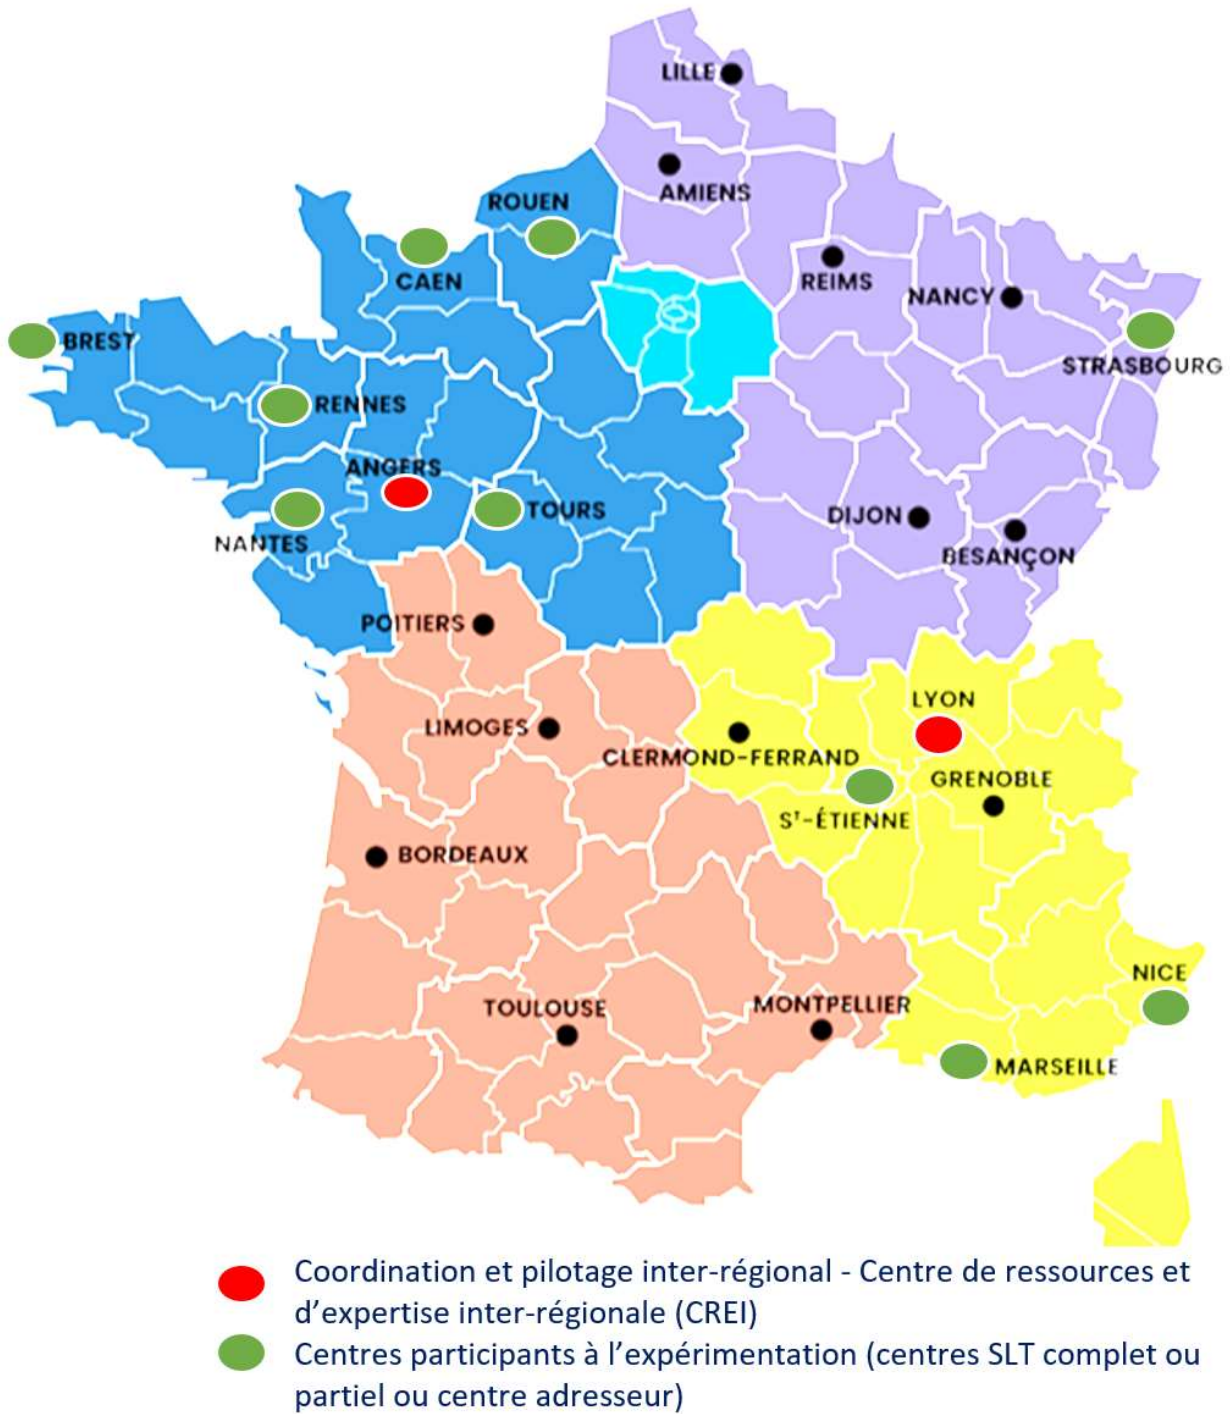 LILLE
AMIENS
ROUEN
CAEN
REIMS
NANCY
BREST
STRASBOURG
RENNES
ANGERS
TOURS
DIJON
NANTES
BESANÇON
POITIERS
LYON
LIMOGES
CLERMOND-FERRAND
GRENOBLE
Sᵀ-ÉTIENNE
BORDEAUX
NICE
TOULOUSE
MONTPELLIER
MARSEILLE
Coordination et pilotage inter-régional - Centre de ressources et
d'expertise inter-régionale (CREI)
Centres participants à l'expérimentation (centres SLT complet ou
partiel ou centre adresseur)